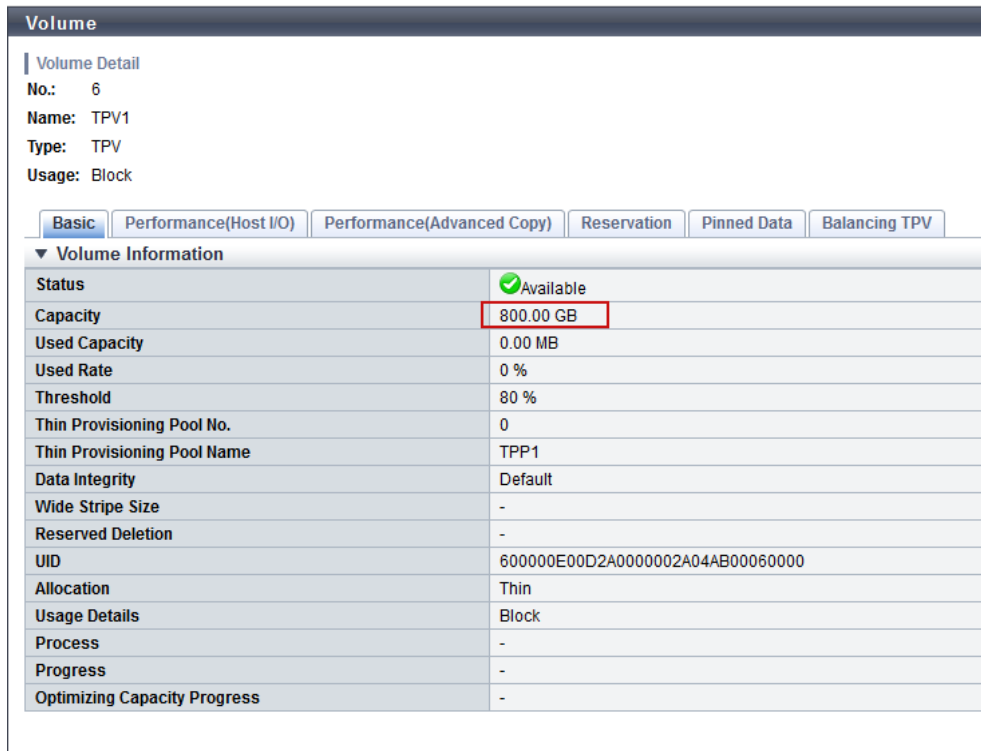 Volume
Volume Detail
No.: 6
Name: TPV1
Type: TPV
Usage: Block
Basic Performance(Host I/O) Performance(Advanced Copy) Reservation Pinned Data Balancing TPV
▼ Volume Information
Status Available
Capacity 800.00 GB
Used Capacity 0.00 MB
Used Rate 0 %
Threshold 80 %
Thin Provisioning Pool No. 0
Thin Provisioning Pool Name TPP1
Data Integrity Default
Wide Stripe Size -
Reserved Deletion -
UID 600000E00D2A0000002A04AB00060000
Allocation Thin
Usage Details Block
Process -
Progress -
Optimizing Capacity Progress -